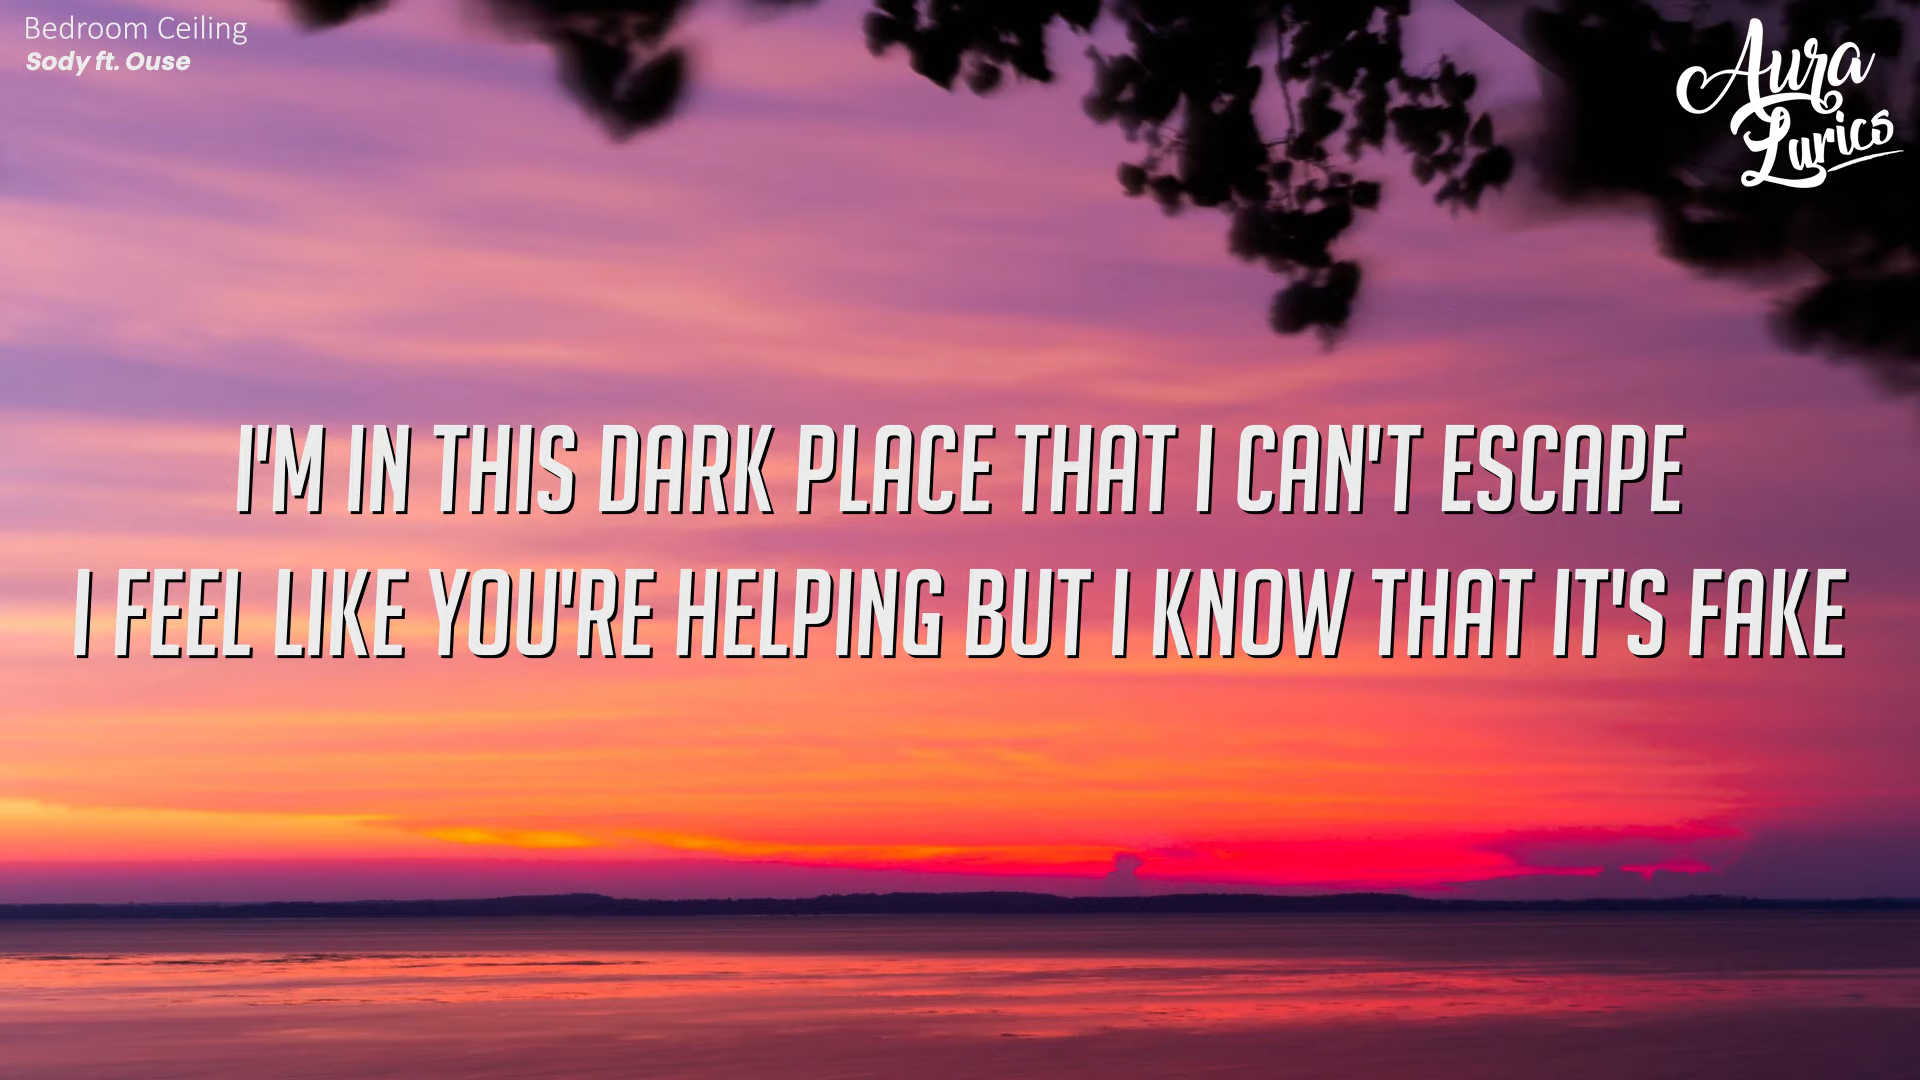 Bedroom Ceiling
Sody ft. Ouse
Aura
Lyrics
I'M IN THIS DARK PLACE THAT I CAN'T ESCAPE
I FEEL LIKE YOU'RE HELPING BUT I KNOW THAT IT'S FAKE